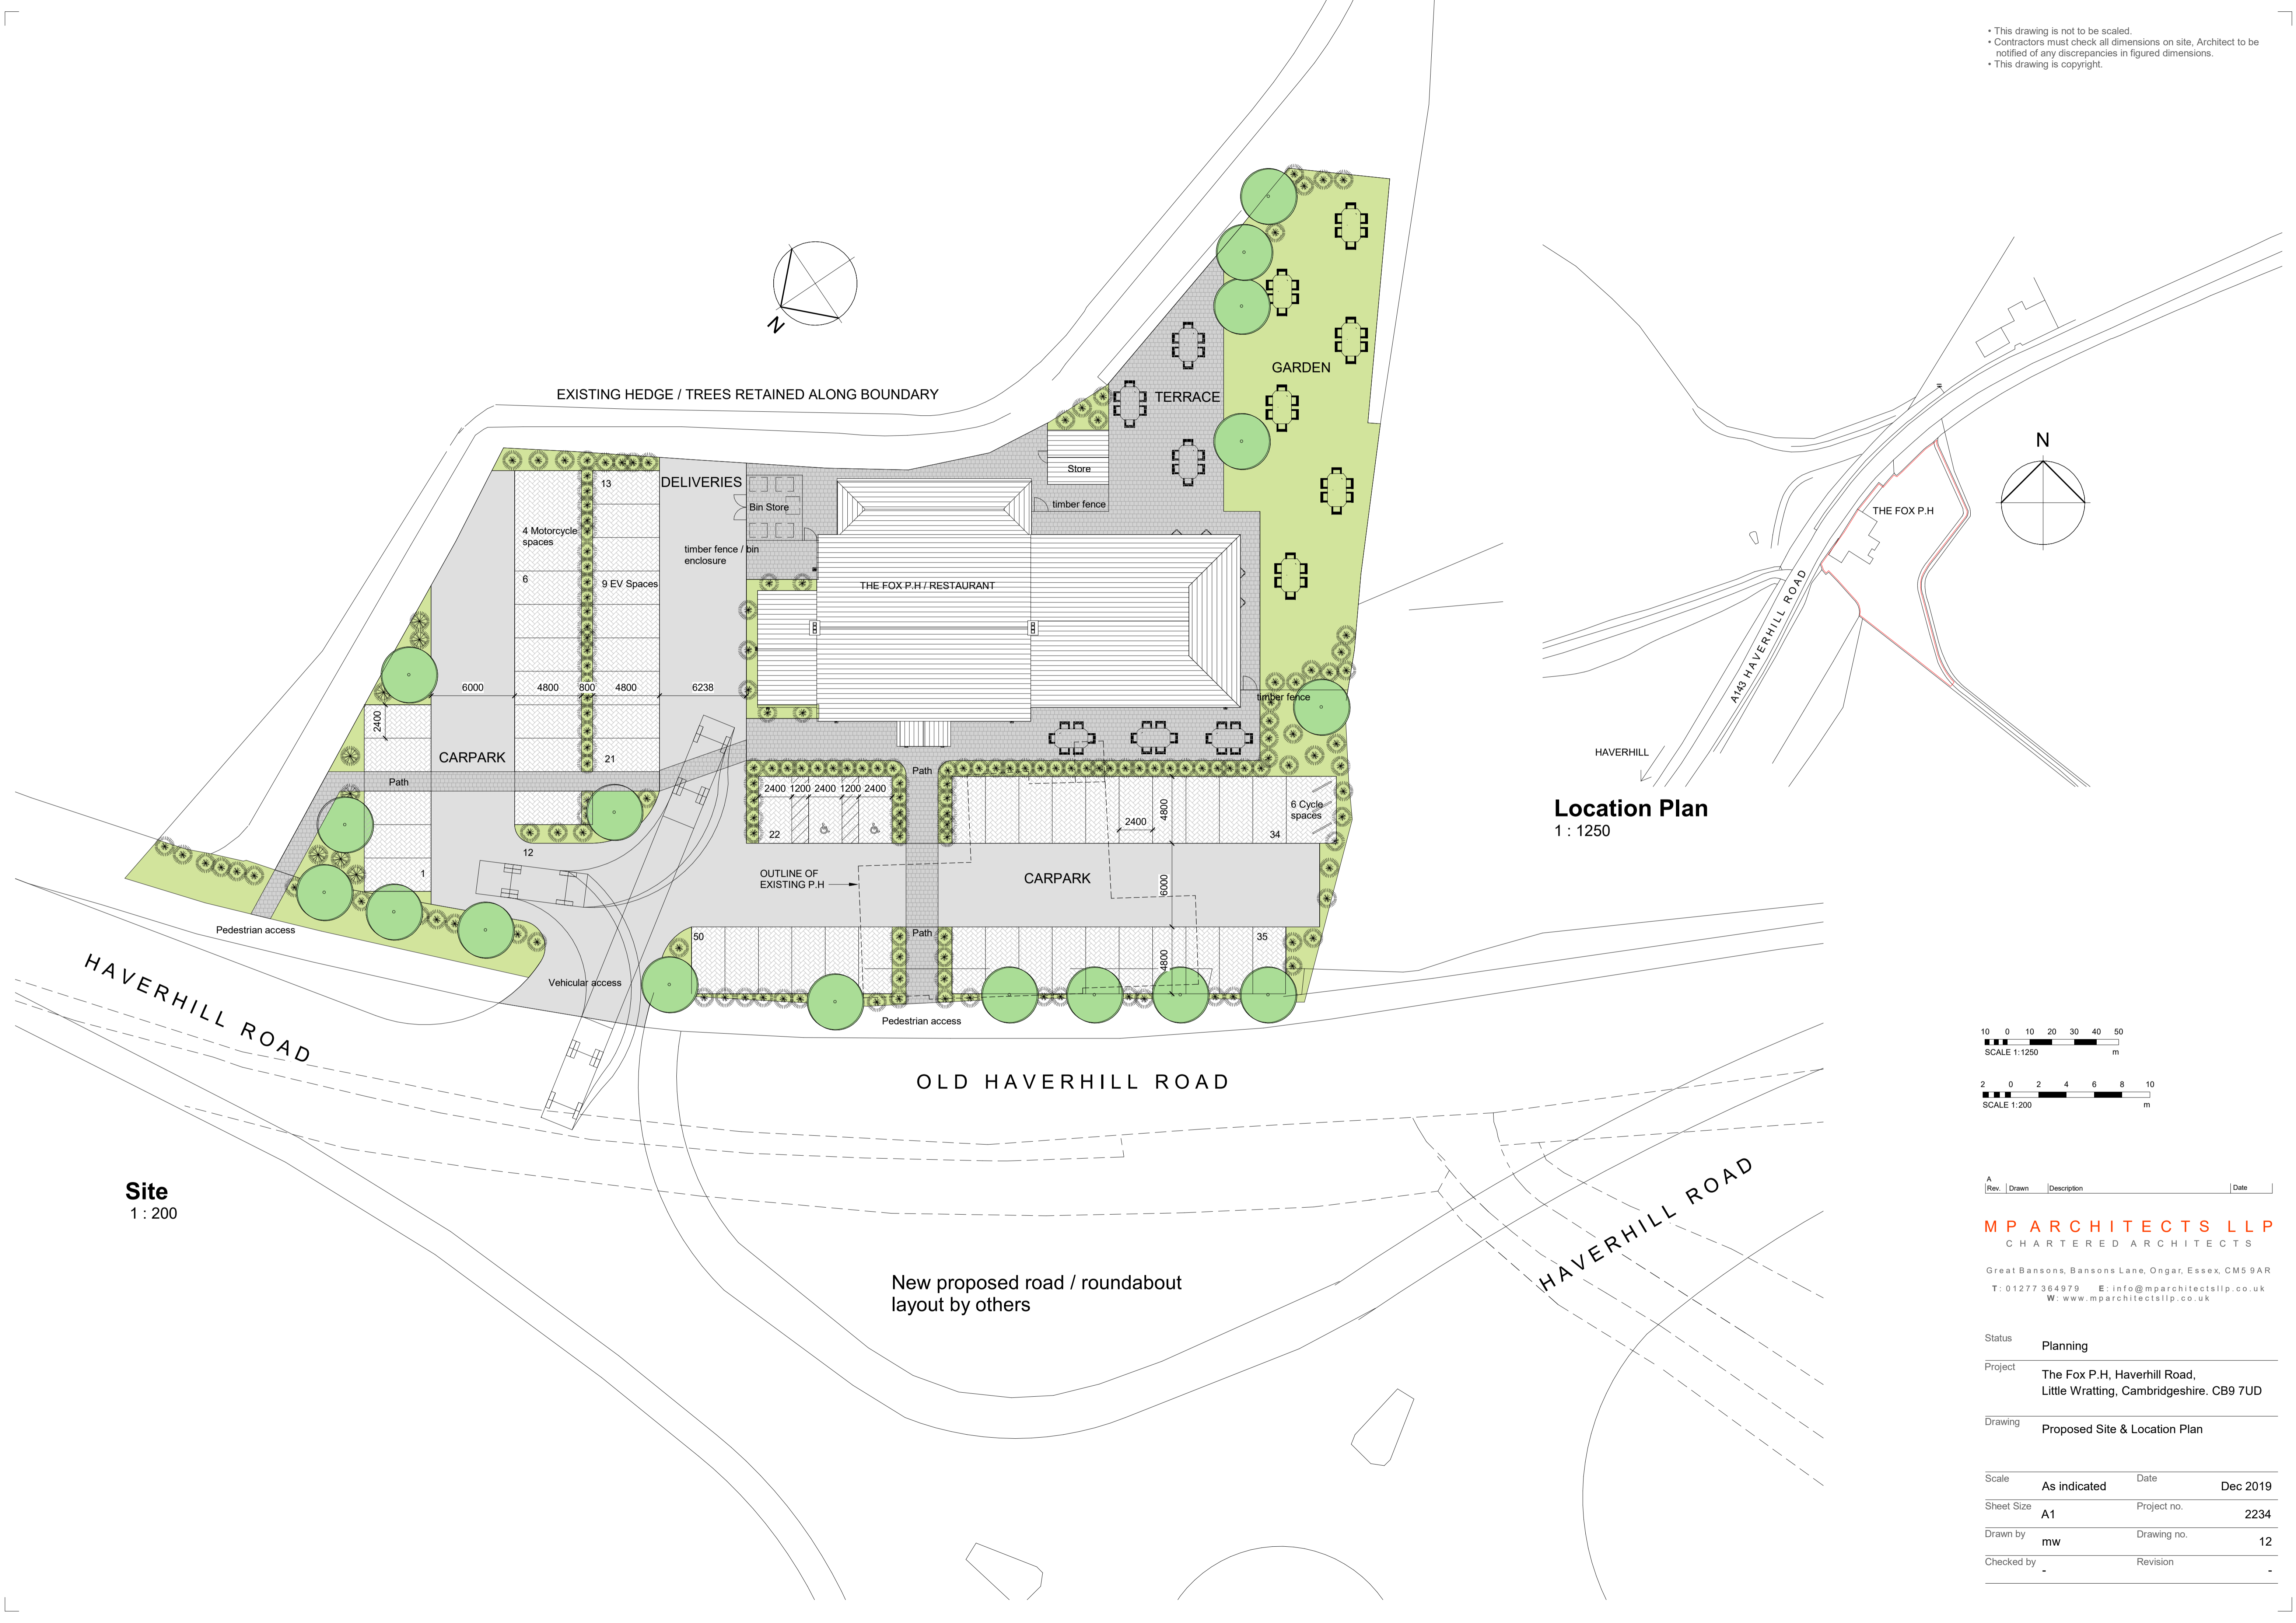 • This drawing is not to be scaled.
• Contractors must check all dimensions on site, Architect to be
notified of any discrepancies in figured dimensions.
• This drawing is copyright.
N
EXISTING HEDGE / TREES RETAINED ALONG BOUNDARY
GARDEN
TERRACE
Store
timber fence
DELIVERIES
13
Bin Store
4 Motorcycle
spaces
timber fence / bin
enclosure
6
9 EV Spaces
THE FOX P.H / RESTAURANT
6000
4800
800
4800
6238
timber fence
2400
CARPARK
21
Path
Path
2400
1200
2400
1200
2400
4800
2400
6 Cycle
spaces
22
34
12
1
OUTLINE OF
EXISTING P.H
CARPARK
6000
Pedestrian access
50
Path
35
4800
Vehicular access
Pedestrian access
HAVERHILL ROAD
OLD HAVERHILL ROAD
HAVERHILL ROAD
New proposed road / roundabout
layout by others
Site
1 : 200
N
THE FOX P.H
A143 HAVERHILL ROAD
HAVERHILL
Location Plan
1 : 1250
10 0 10 20 30 40 50
SCALE 1:1250 m
2 0 2 4 6 8 10
SCALE 1:200 m
A
Rev. Drawn Description Date
MP ARCHITECTS LLP
CHARTERED ARCHITECTS
Great Bansons, Bansons Lane, Ongar, Essex, CM5 9AR
T: 01277 364979 E: info@mparchitectsllp.co.uk
W: www.mparchitectsllp.co.uk
Status
Planning
Project
The Fox P.H, Haverhill Road,
Little Wratting, Cambridgeshire. CB9 7UD
Drawing
Proposed Site & Location Plan
Scale As indicated Date Dec 2019
Sheet Size A1 Project no. 2234
Drawn by mw Drawing no. 12
Checked by - Revision -